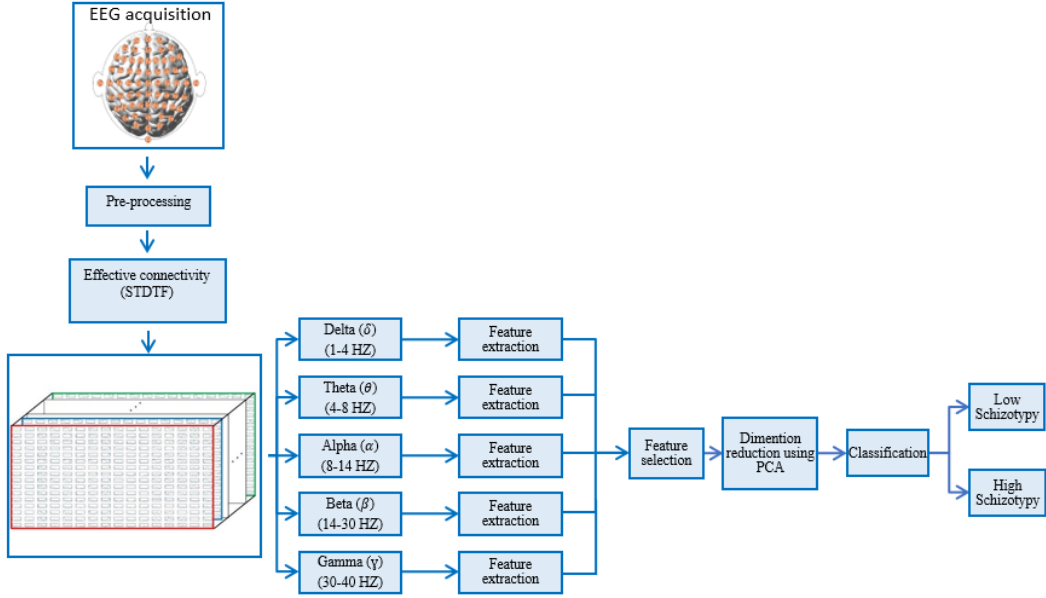 EEG acquisition
Pre-processing
Effective connectivity
(STDTF)
Delta (δ)
(1-4 HZ)
Feature
extraction
Theta (θ)
(4-8 HZ)
Feature
extraction
Alpha (α)
(8-14 HZ)
Feature
extraction
Beta (β)
(14-30 HZ)
Feature
extraction
Gamma (γ)
(30-40 HZ)
Feature
extraction
Feature
selection
Dimention
reduction using
PCA
Classification
Low
Schizotypy
High
Schizotypy